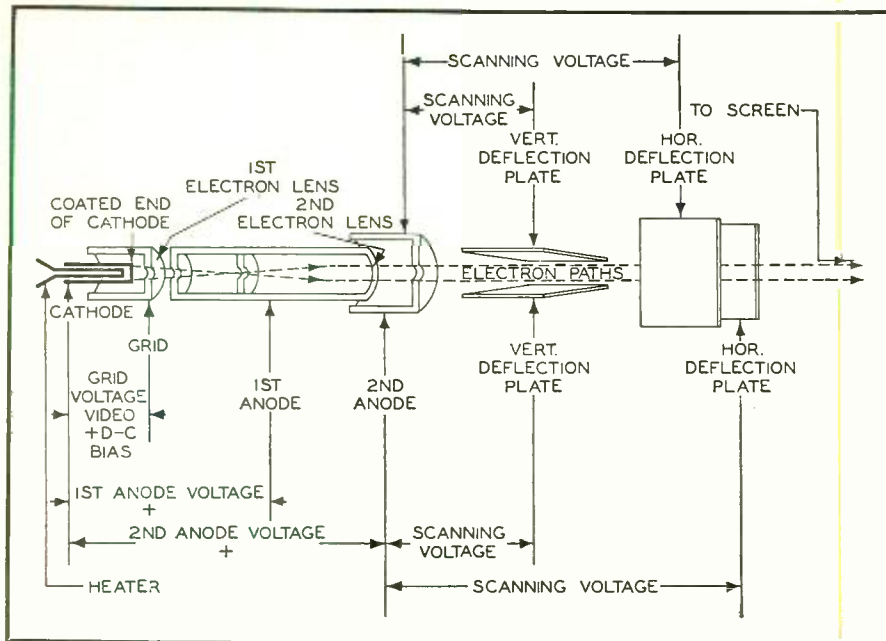 SCANNING VOLTAGE
SCANNING
VOLTAGE
TO SCREEN
VERT.
DEFLECTION
PLATE
HOR.
DEFLECTION
PLATE
1ST
ELECTRON LENS
2ND
ELECTRON LENS
COATED END
OF CATHODE
ELECTRON PATHS
CATHODE
GRID
GRID
VOLTAGE
VIDEO
+D-C
BIAS
1ST
ANODE
2ND
ANODE
VERT.
DEFLECTION
PLATE
HOR.
DEFLECTION
PLATE
1ST ANODE VOLTAGE
+
2ND ANODE VOLTAGE
+
SCANNING
VOLTAGE
HEATER
SCANNING VOLTAGE